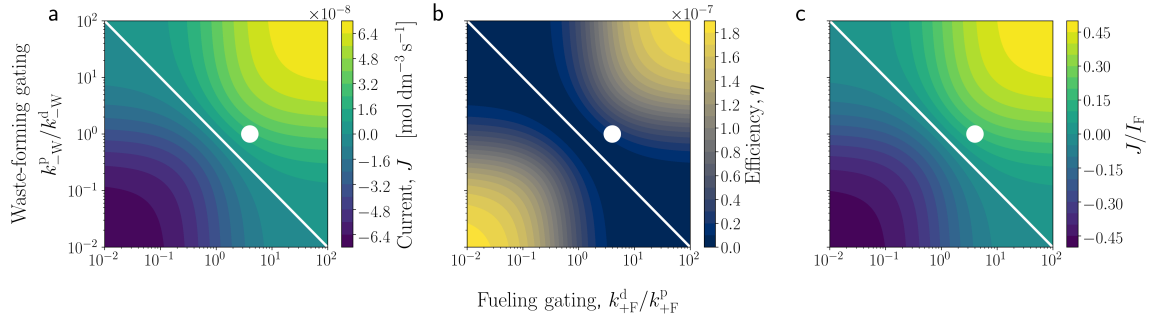 a
b
c
×10⁻⁸
×10⁻⁷
Waste-forming gating
k^p_{−W}/k^d_{−W}
10²
10¹
10⁰
10⁻¹
10⁻²
10⁻² 10⁻¹ 10⁰ 10¹ 10²
6.4
4.8
3.2
1.6
0.0
−1.6
−3.2
−4.8
−6.4
Current, J [mol dm⁻³ s⁻¹]
10⁻² 10⁻¹ 10⁰ 10¹ 10²
1.8
1.6
1.4
1.2
1.0
0.8
0.6
0.4
0.2
0.0
Efficiency, η
10⁻² 10⁻¹ 10⁰ 10¹ 10²
0.45
0.30
0.15
0.00
−0.15
−0.30
−0.45
J/I_F
Fueling gating, k^d_{+F}/k^p_{+F}